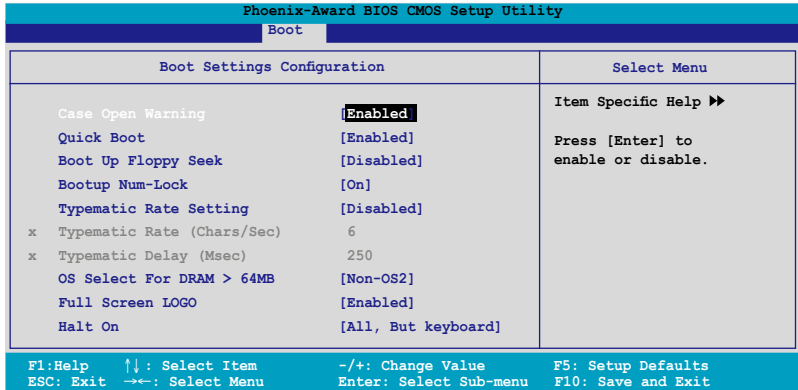 Phoenix-Award BIOS CMOS Setup Utility
Boot
Boot Settings Configuration
Select Menu
Case Open Warning [Enabled]
Quick Boot [Enabled]
Boot Up Floppy Seek [Disabled]
Bootup Num-Lock [On]
Typematic Rate Setting [Disabled]
x Typematic Rate (Chars/Sec) 6
x Typematic Delay (Msec) 250
OS Select For DRAM > 64MB [Non-OS2]
Full Screen LOGO [Enabled]
Halt On [All, But keyboard]
Item Specific Help ▶▶
Press [Enter] to
enable or disable.
F1:Help ↑↓: Select Item -/+: Change Value F5: Setup Defaults
ESC: Exit →←: Select Menu Enter: Select Sub-menu F10: Save and Exit